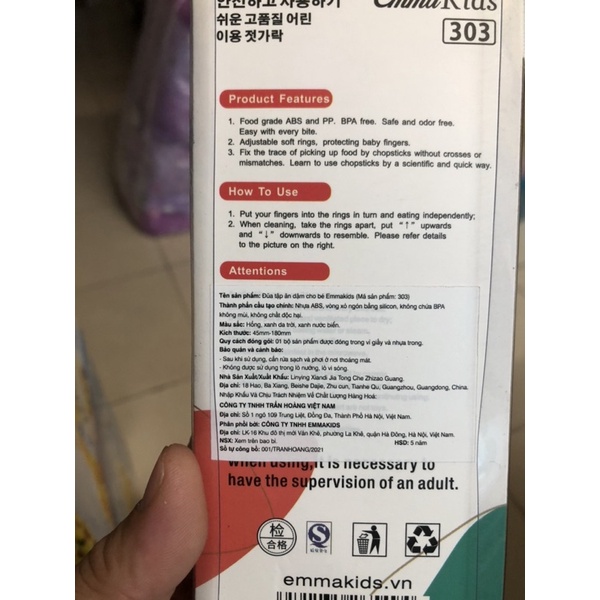 안전하고 사용하기
쉬운 고품질 어린
이용 젓가락
EmmaKids
303
Product Features
1. Food grade ABS and PP. BPA free. Safe and odor free.
Easy with every bite.
2. Adjustable soft rings, protecting baby fingers.
3. Fix the trace of picking up food by chopsticks without crosses or
mismatches. Learn to use chopsticks by a scientific and quick way.
How To Use
1. Put your fingers into the rings in turn and eating independently;
2. When cleaning, take the rings apart, put "↑" upwards
and "↓" downwards to resemble. Please refer details
to the picture on the right.
Attentions
Tên sản phẩm: Đũa tập ăn dặm cho bé Emmakids (Mã sản phẩm: 303)
Thành phần cấu tạo chính: Nhựa ABS, vòng xỏ ngón bằng silicon, không chứa BPA
không mùi, không chất độc hại.
Màu sắc: Hồng, xanh da trời, xanh nước biển.
Kích thước: 45mm-180mm
Quy cách đóng gói: 01 bộ sản phẩm được đóng trong vỉ giấy và nhựa trong.
Bảo quản và cảnh báo:
- Sau khi sử dụng, cần rửa sạch và phơi ở nơi thoáng mát.
- Không được sử dụng trong lò nướng, lò vi sóng.
Nhà Sản Xuất/Xuất Khẩu: Linying Xiandi Jia Tong Che Zhizao Guang.
Địa chỉ: 18 Hao, Ba Xiang, Beishe Dajie, Zhu cun, Tianhe Qu, Guangzhou, Guangdong, China.
Nhập Khẩu Và Chịu Trách Nhiệm Về Chất Lượng Hàng Hoá:
CÔNG TY TNHH TRẦN HOÀNG VIỆT NAM
Địa chỉ: Số 1 ngõ 109 Trung Liệt, Đống Đa, Thành Phố Hà Nội, Việt Nam.
Phân phối bởi: CÔNG TY TNHH EMMAKIDS
Địa chỉ: LK-16 Khu đô thị mới Văn Khê, phường La Khê, quận Hà Đông, Hà Nội, Việt Nam.
NSX: Xem trên bao bì. HSD: 5 năm
Số tự công bố: 001/TRANHOANG/2021
when using,it is necessary to
have the supervision of an adult.
检
合格
emmakids.vn